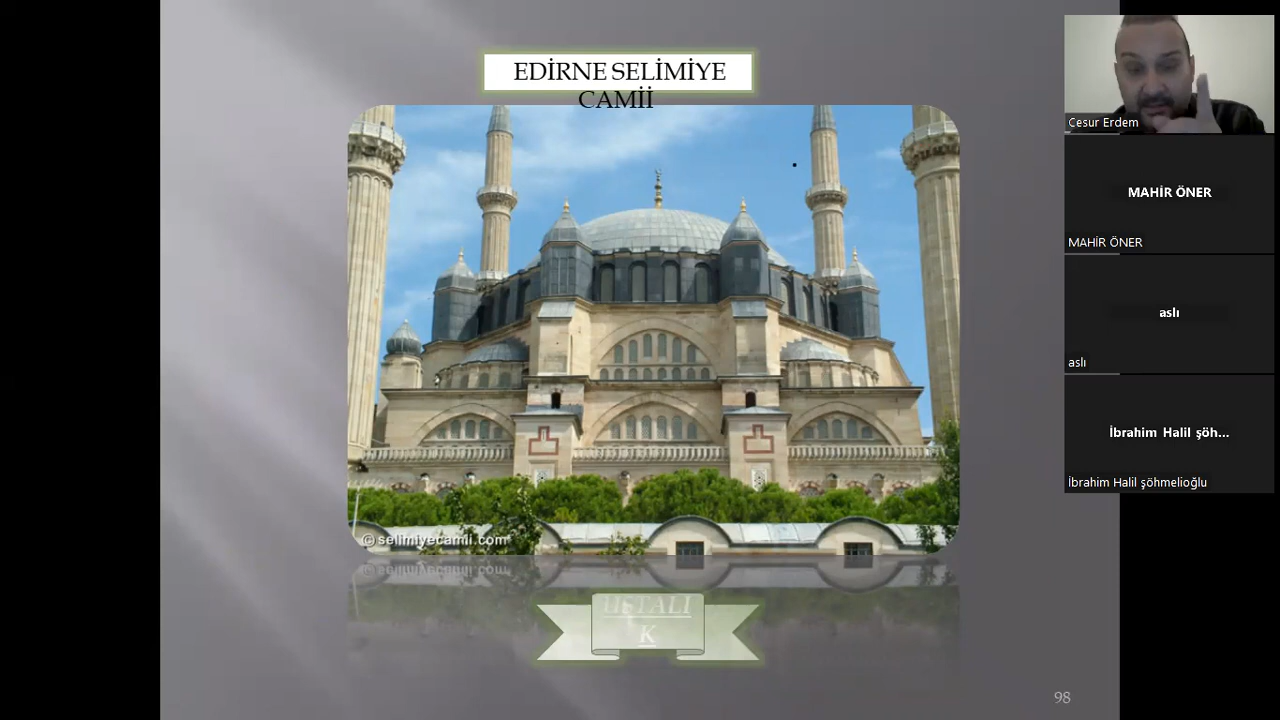 EDİRNE SELİMİYE
CAMİİ
© selimiyecamii.com
USTALI
K
98
Cesur Erdem
MAHİR ÖNER
MAHİR ÖNER
aslı
aslı
İbrahim Halil şöh...
İbrahim Halil şöhmelioğlu